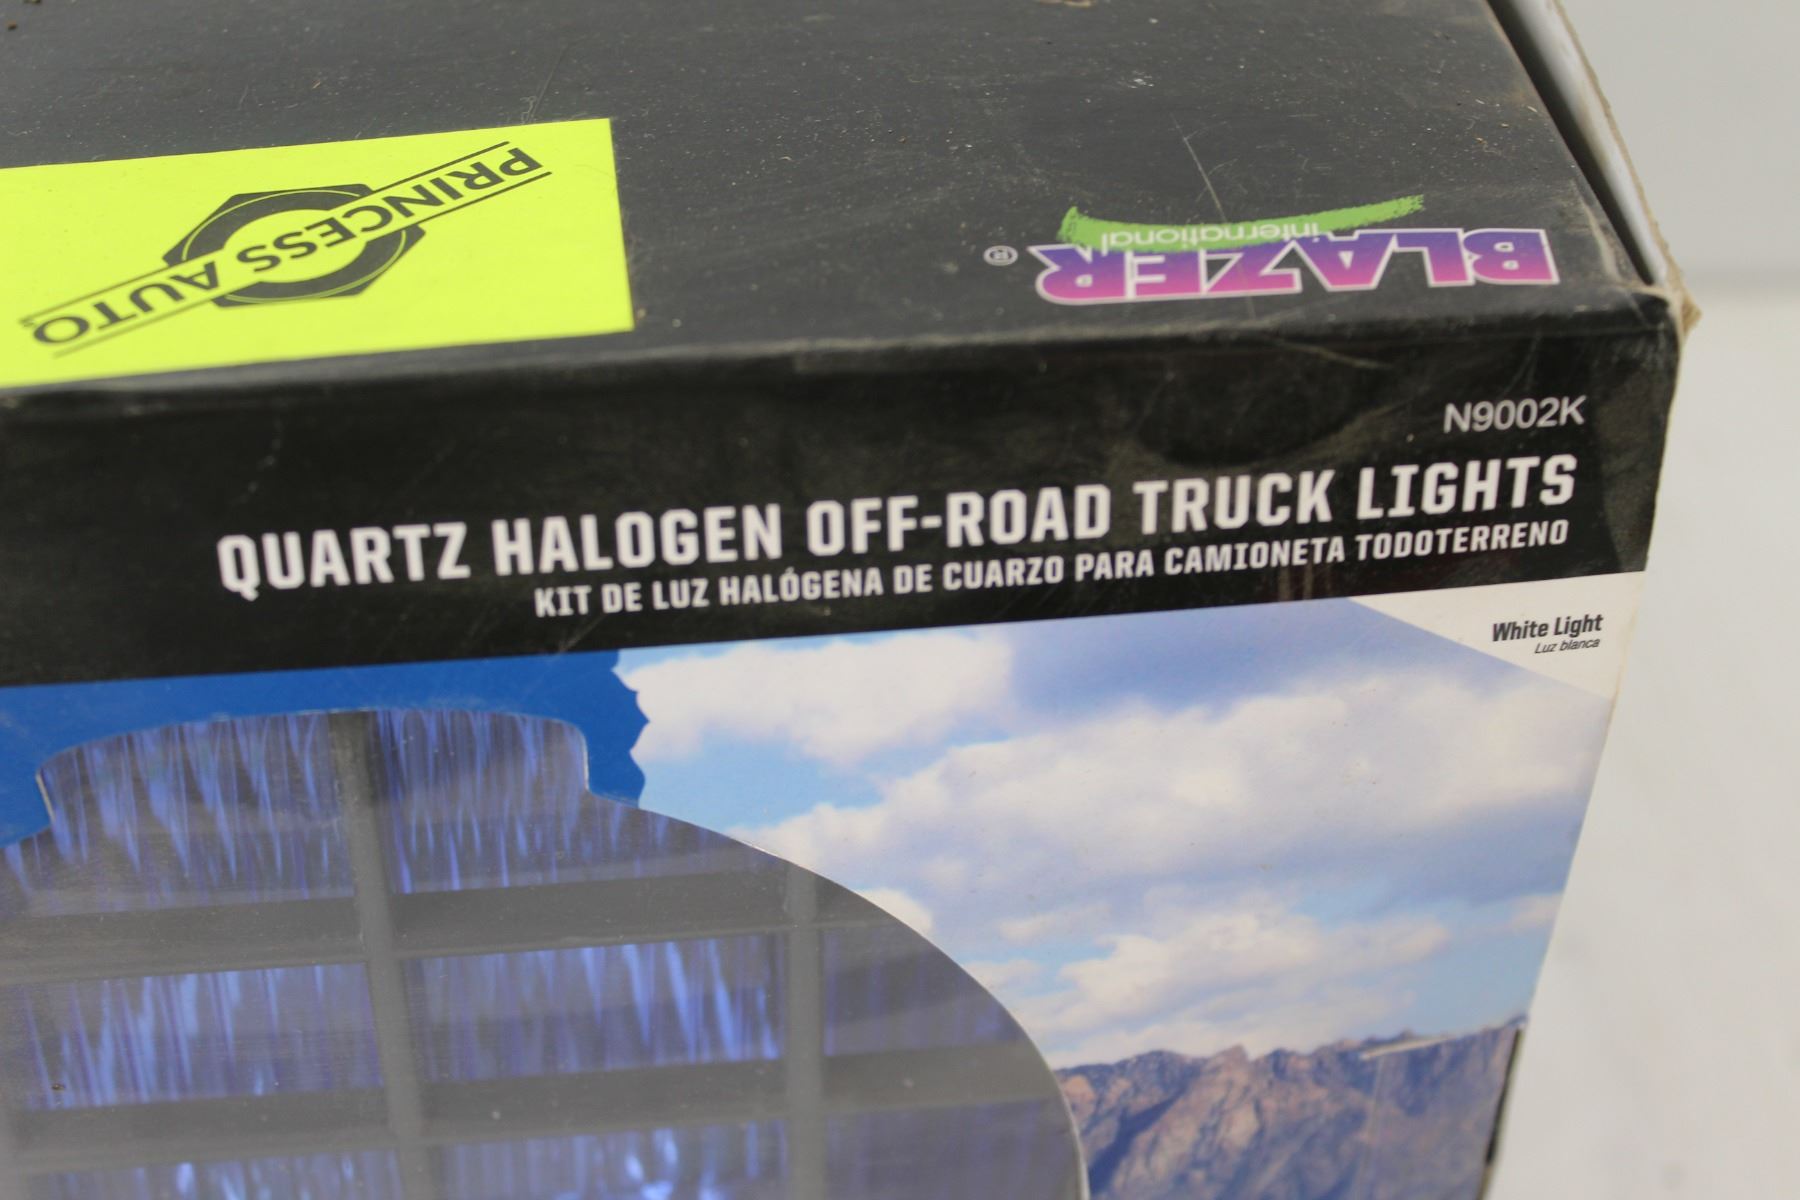 PRINCESS AUTO
BLAZER®
International
N9002K
QUARTZ HALOGEN OFF-ROAD TRUCK LIGHTS
KIT DE LUZ HALÓGENA DE CUARZO PARA CAMIONETA TODOTERRENO
White Light
Luz blanca